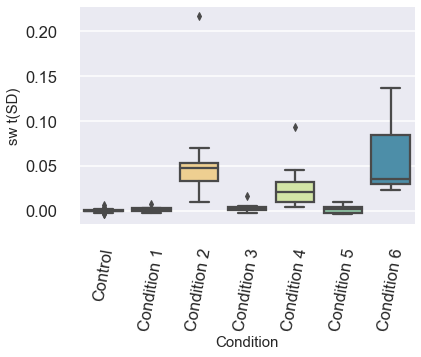 0.20
0.15
0.10
0.05
0.00
sw t(SD)
Control
Condition 1
Condition 2
Condition 3
Condition 4
Condition 5
Condition 6
Condition